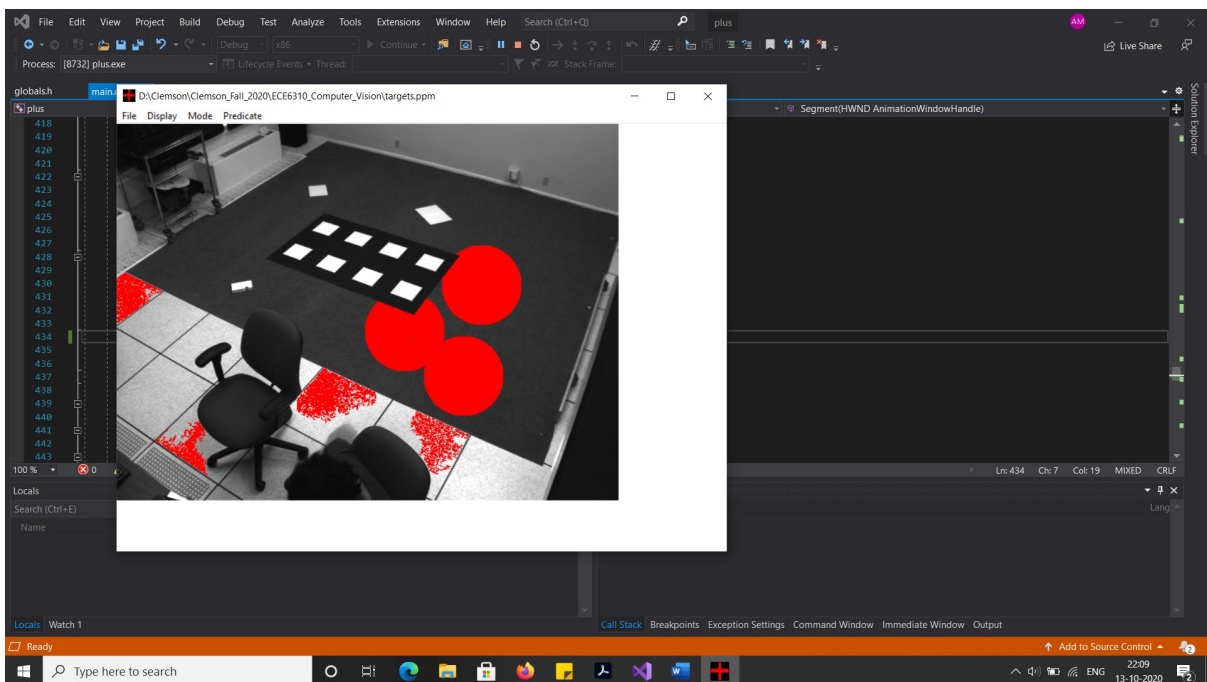 File Edit View Project Build Debug Test Analyze Tools Extensions Window Help Search (Ctrl+Q) plus AM
Debug x86 Continue Live Share
Process: [8732] plus.exe Lifecycle Events Thread: Stack Frame:
globals.h main.
plus Segment(HWND AnimationWindowHandle)
D:\Clemson\Clemson_Fall_2020\ECE6310_Computer_Vision\targets.ppm
File Display Mode Predicate
Solution Explorer
418
419
420
421
422
423
424
425
426
427
428
429
430
431
432
433
434
435
436
437
438
439
440
441
442
443
100 % 0 Ln: 434 Ch: 7 Col: 19 MIXED CRLF
Locals
Search (Ctrl+E) Lang
Name
Locals Watch 1 Call Stack Breakpoints Exception Settings Command Window Immediate Window Output
Ready Add to Source Control 2
Type here to search ENG 22:09
13-10-2020 2